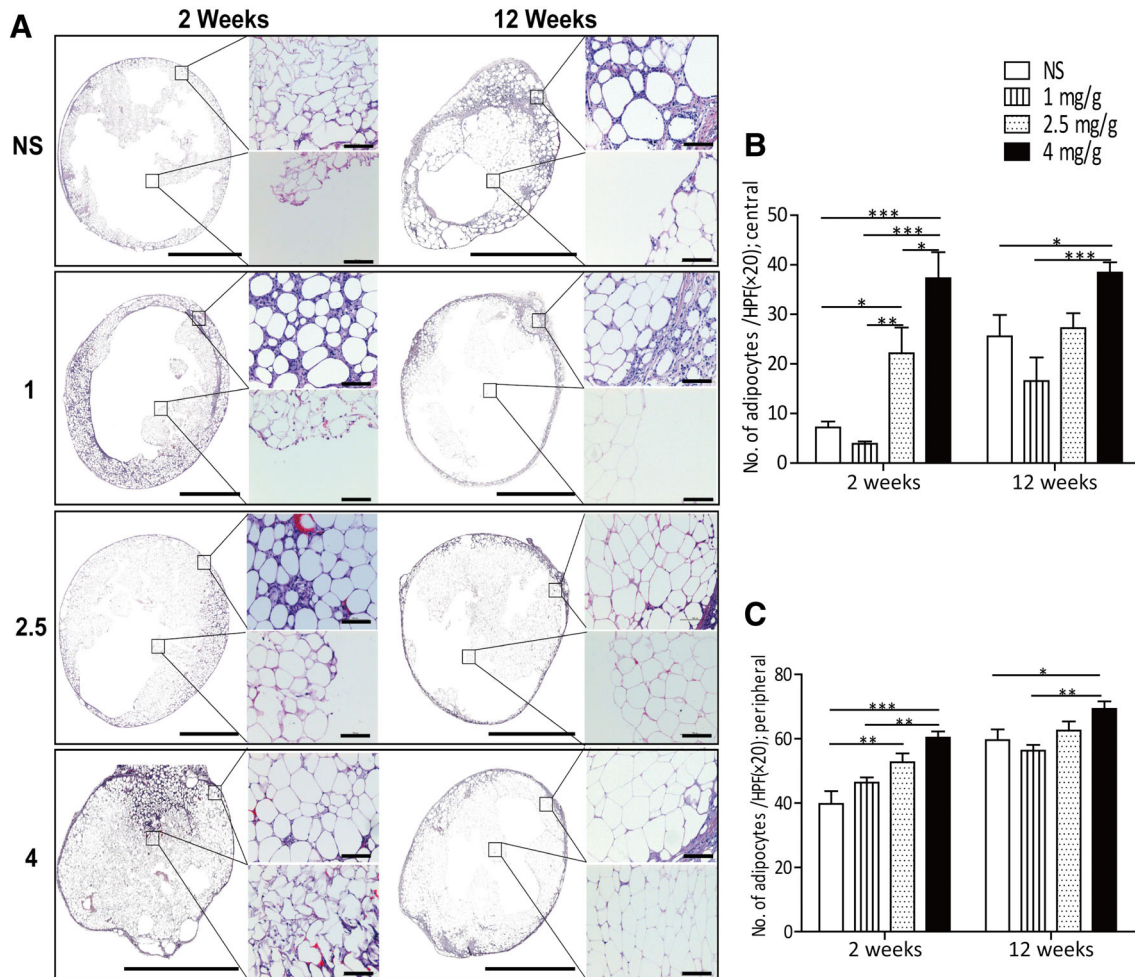 A
2 Weeks
12 Weeks
NS
1
2.5
4
NS
1 mg/g
2.5 mg/g
4 mg/g
B
No. of adipocytes /HPF(×20); central
50
40
30
20
10
0
***
***
*
*
**
*
***
2 weeks
12 weeks
C
No. of adipocytes /HPF(×20); peripheral
80
60
40
20
0
***
**
**
*
**
2 weeks
12 weeks